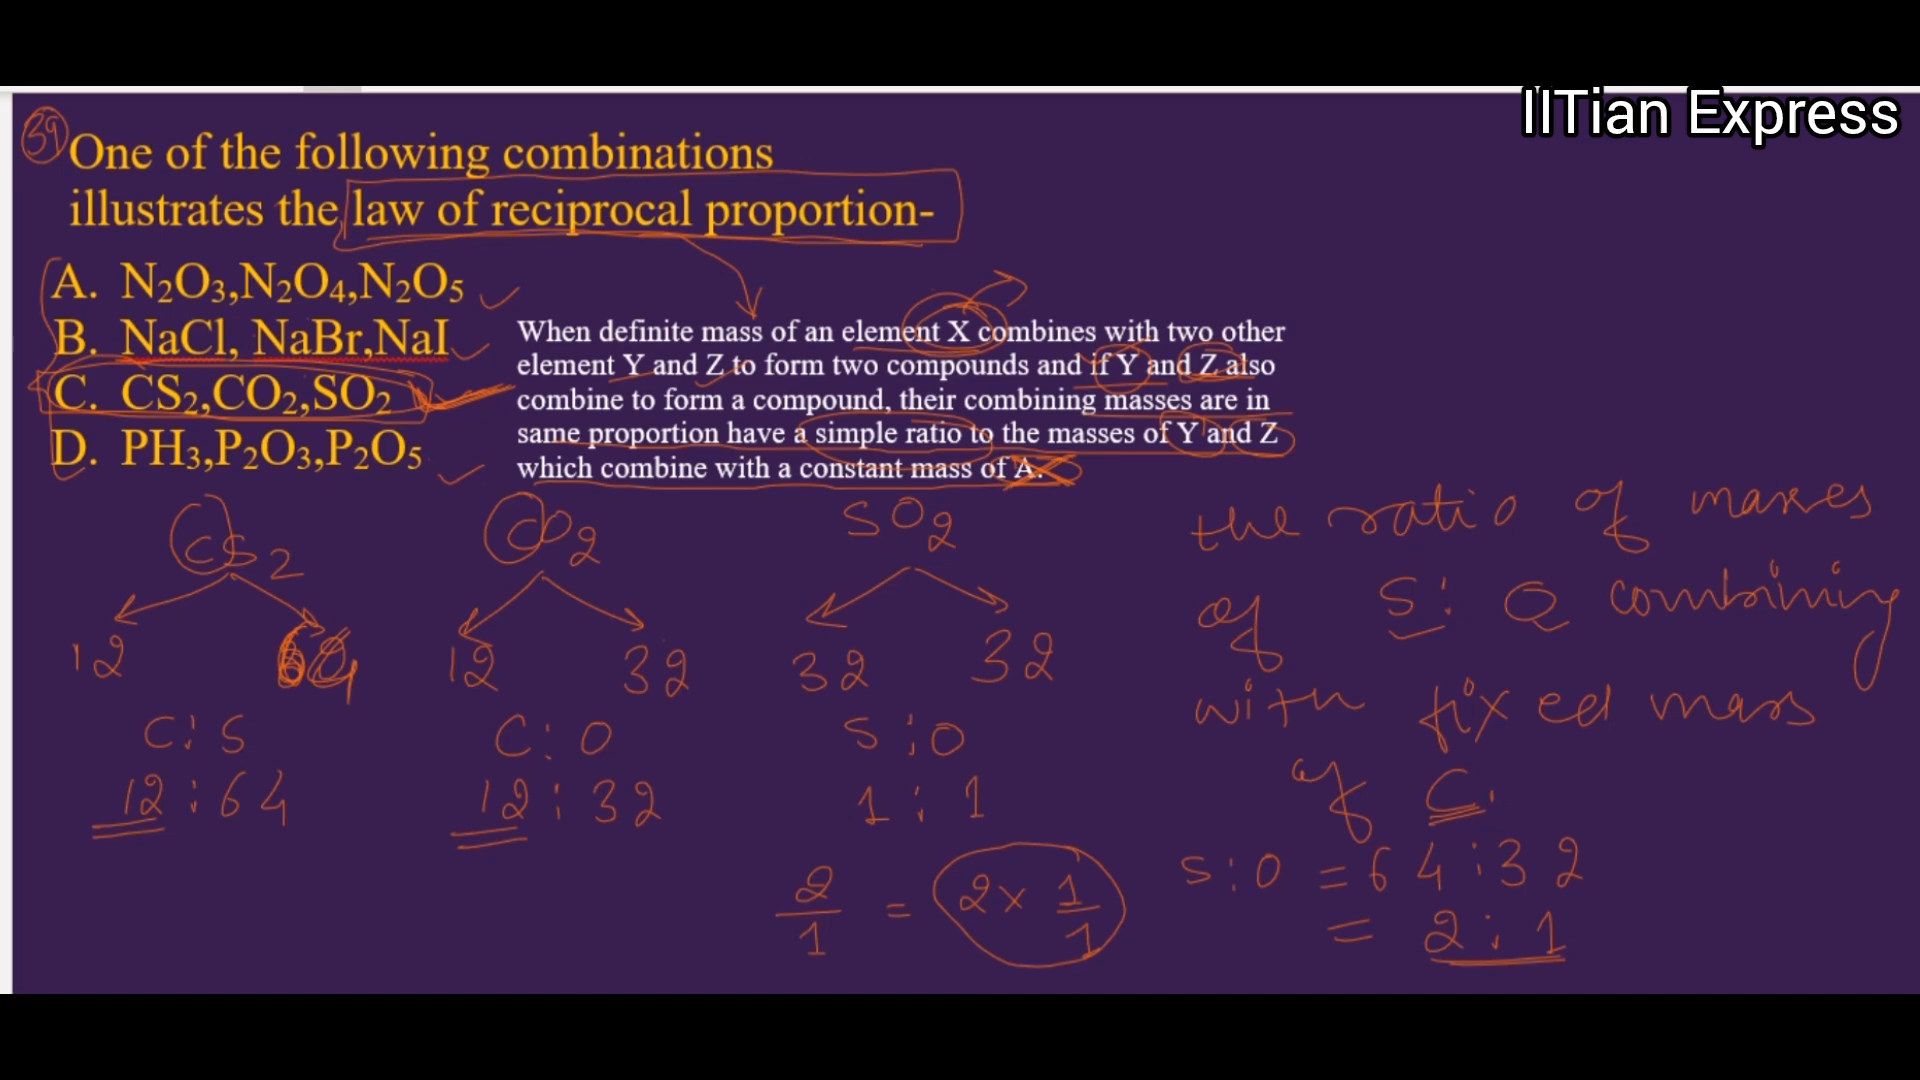 IITian Express
39 One of the following combinations
illustrates the law of reciprocal proportion-
A. N₂O₃,N₂O₄,N₂O₅
B. NaCl, NaBr,NaI
C. CS₂,CO₂,SO₂
D. PH₃,P₂O₃,P₂O₅
When definite mass of an element X combines with two other
element Y and Z to form two compounds and if Y and Z also
combine to form a compound, their combining masses are in
same proportion have a simple ratio to the masses of Y and Z
which combine with a constant mass of A.
CS₂ CO₂ SO₂
12 64 12 32 32 32
C:S C:O S:O
12:64 12:32 1:1
2/1 = 2 x 1/1
the ratio of masses
of S:O combining
with fixed mass
of C.
S:O = 64:32
= 2:1